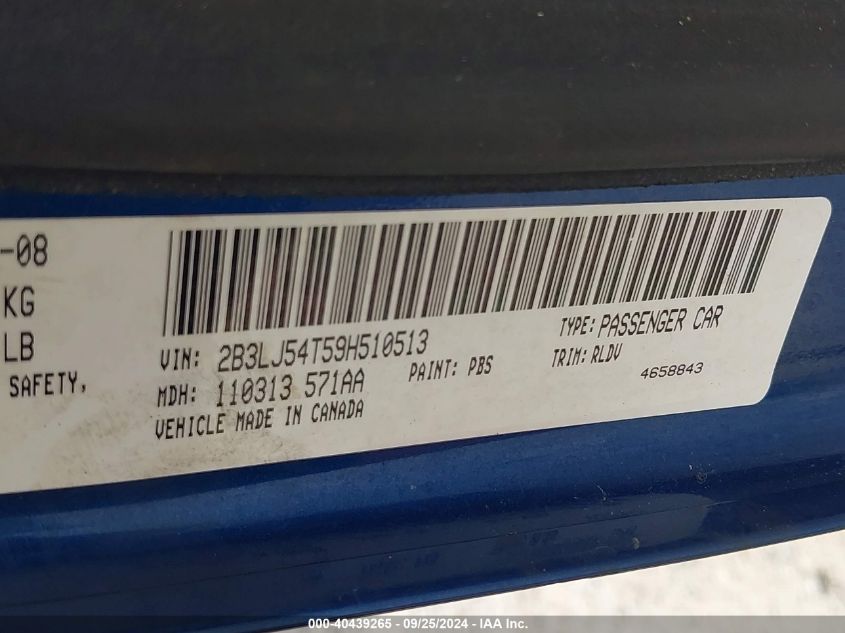 -08
KG
LB
SAFETY,
VIN: 2B3LJ54T59H510513
TYPE: PASSENGER CAR
MDH: 110313 571AA
PAINT: PBS
TRIM: RLDV
4658843
VEHICLE MADE IN CANADA
000-40439265 - 09/25/2024 - IAA Inc.